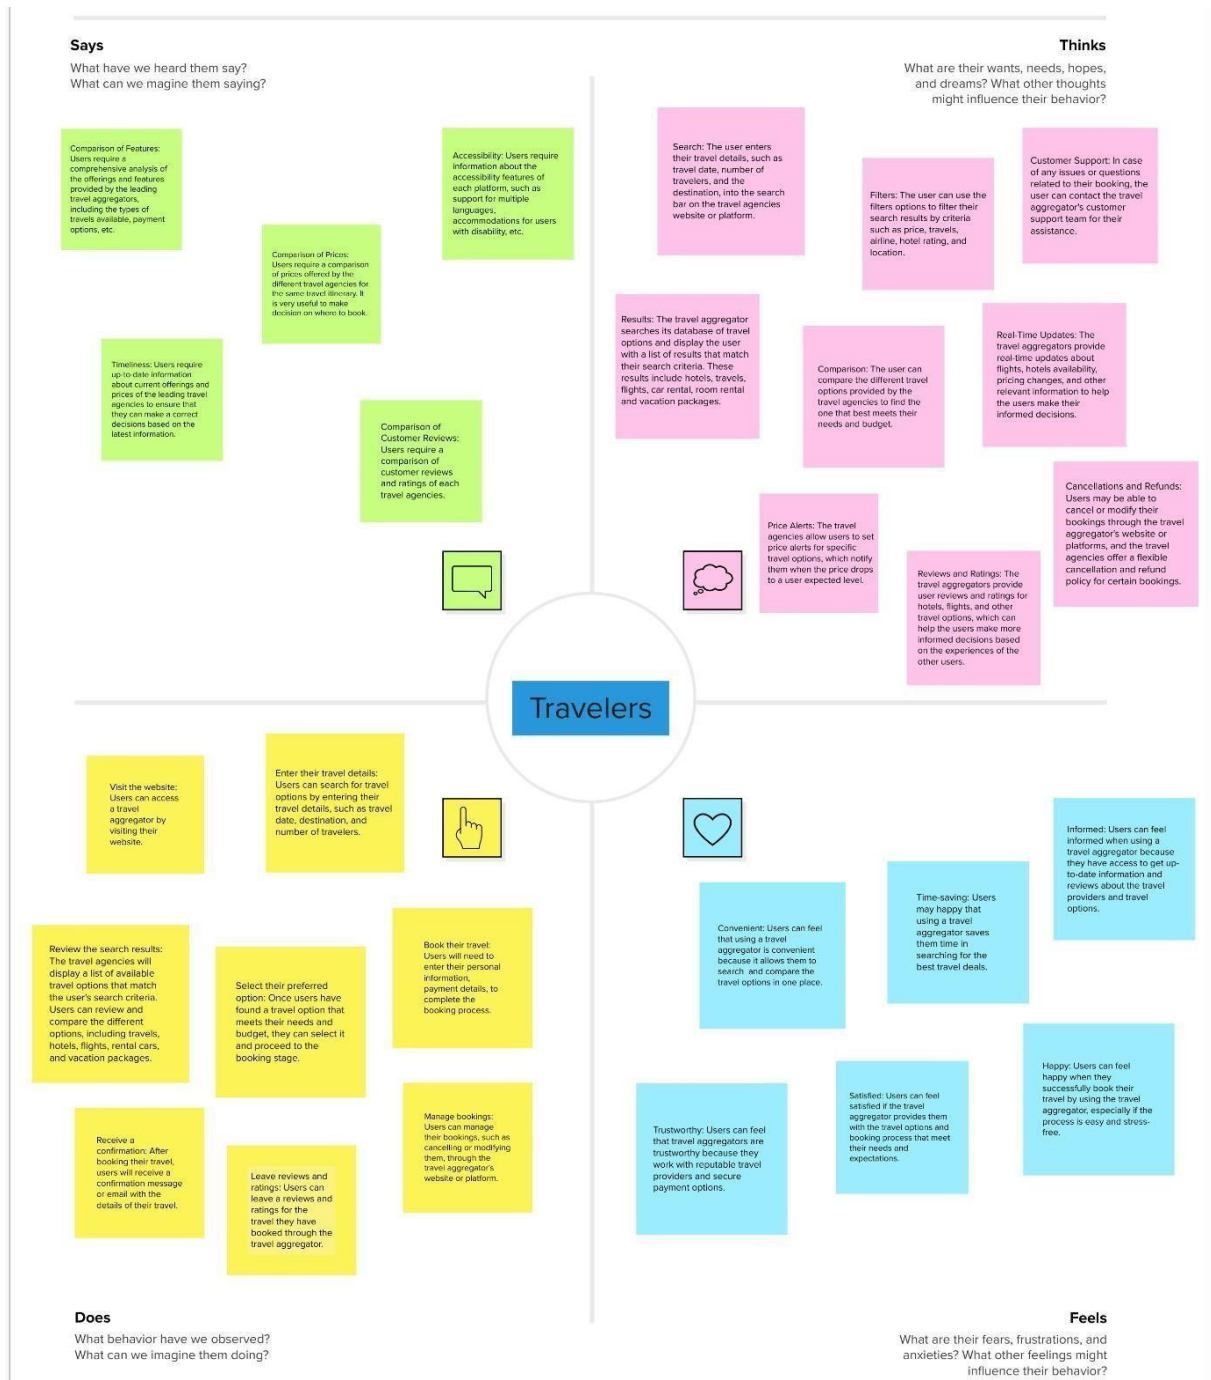 Says
What have we heard them say?
What can we magine them saying?
Comparison of Features:
Users require a
comprehensive analysis of
the offerings and features
provided by the leading
travel aggregators,
including the types of
travels available, payment
options, etc.
Accessibility: Users require
information about the
accessibility features of
each platform, such as
support for multiple
languages,
accommodations for users
with disability, etc.
Comparison of Prices:
Users require a comparison
of prices offered by the
different travel agencies for
the same travel itinerary. It
is very useful to make
decision on where to book.
Timeliness: Users require
up-to-date information
about current offerings and
prices of the leading travel
agencies to ensure that
they can make a correct
decisions based on the
latest information.
Comparison of
Customer Reviews:
Users require a
comparison of
customer reviews
and ratings of each
travel agencies.
Thinks
What are their wants, needs, hopes,
and dreams? What other thoughts
might influence their behavior?
Search: The user enters
their travel details, such as
travel date, number of
travelers, and the
destination, into the search
bar on the travel agencies
website or platform.
Filters: The user can use the
filters options to filter their
search results by criteria
such as price, travels,
airline, hotel rating, and
location.
Customer Support: In case
of any issues or questions
related to their booking, the
user can contact the travel
aggregator's customer
support team for their
assistance.
Results: The travel aggregator
searches its database of travel
options and display the user
with a list of results that match
their search criteria. These
results include hotels, travels,
flights, car rental, room rental
and vacation packages.
Comparison: The user can
compare the different travel
options provided by the
travel agencies to find the
one that best meets their
needs and budget.
Real-Time Updates: The
travel aggregators provide
real-time updates about
flights, hotels availability,
pricing changes, and other
relevant information to help
the users make their
informed decisions.
Price Alerts: The travel
agencies allow users to set
price alerts for specific
travel options, which notify
them when the price drops
to a user expected level.
Reviews and Ratings: The
travel aggregators provide
user reviews and ratings for
hotels, flights, and other
travel options, which can
help the users make more
informed decisions based
on the experiences of the
other users.
Cancellations and Refunds:
Users may be able to
cancel or modify their
bookings through the travel
aggregator's website or
platforms, and the travel
agencies offer a flexible
cancellation and refund
policy for certain bookings.
Travelers
Visit the website:
Users can access
a travel
aggregator by
visiting their
website.
Enter their travel details:
Users can search for travel
options by entering their
travel details, such as travel
date, destination, and
number of travelers.
Review the search results:
The travel agencies will
display a list of available
travel options that match
the user's search criteria.
Users can review and
compare the different
options, including travels,
hotels, flights, rental cars,
and vacation packages.
Select their preferred
option: Once users have
found a travel option that
meets their needs and
budget, they can select it
and proceed to the
booking stage.
Book their travel:
Users will need to
enter their personal
information,
payment details, to
complete the
booking process.
Receive a
confirmation: After
booking their travel,
users will receive a
confirmation message
or email with the
details of their travel.
Leave reviews and
ratings: Users can
leave a reviews and
ratings for the
travel they have
booked through the
travel aggregator.
Manage bookings:
Users can manage
their bookings, such as
cancelling or modifying
them, through the
travel aggregator's
website or platform.
Does
What behavior have we observed?
What can we imagine them doing?
Convenient: Users can feel
that using a travel
aggregator is convenient
because it allows them to
search and compare the
travel options in one place.
Time-saving: Users
may happy that
using a travel
aggregator saves
them time in
searching for the
best travel deals.
Informed: Users can feel
informed when using a
travel aggregator because
they have access to get up-
to-date information and
reviews about the travel
providers and travel
options.
Trustworthy: Users can feel
that travel aggregators are
trustworthy because they
work with reputable travel
providers and secure
payment options.
Satisfied: Users can feel
satisfied if the travel
aggregator provides them
with the travel options and
booking process that meet
their needs and
expectations.
Happy: Users can feel
happy when they
successfully book their
travel by using the travel
aggregator, especially if the
process is easy and stress-
free.
Feels
What are their fears, frustrations, and
anxieties? What other feelings might
influence their behavior?